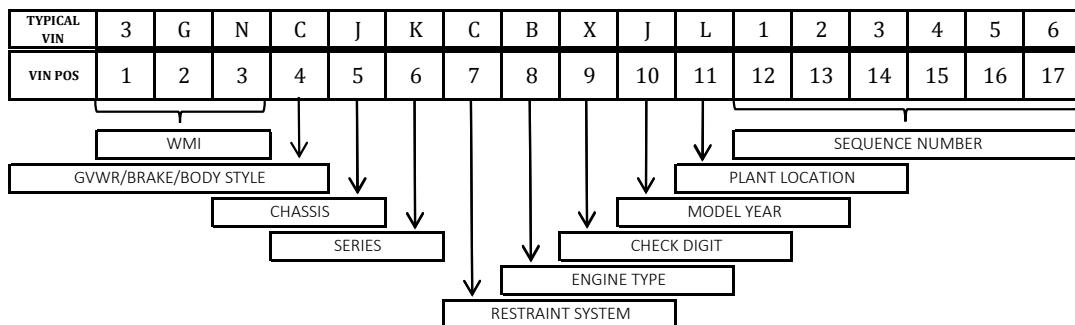 TYPICAL VIN 3 G N C J K C B X J L 1 2 3 4 5 6
VIN POS 1 2 3 4 5 6 7 8 9 10 11 12 13 14 15 16 17
WMI SEQUENCE NUMBER
GVWR/BRAKE/BODY STYLE PLANT LOCATION
CHASSIS MODEL YEAR
SERIES CHECK DIGIT
ENGINE TYPE
RESTRAINT SYSTEM